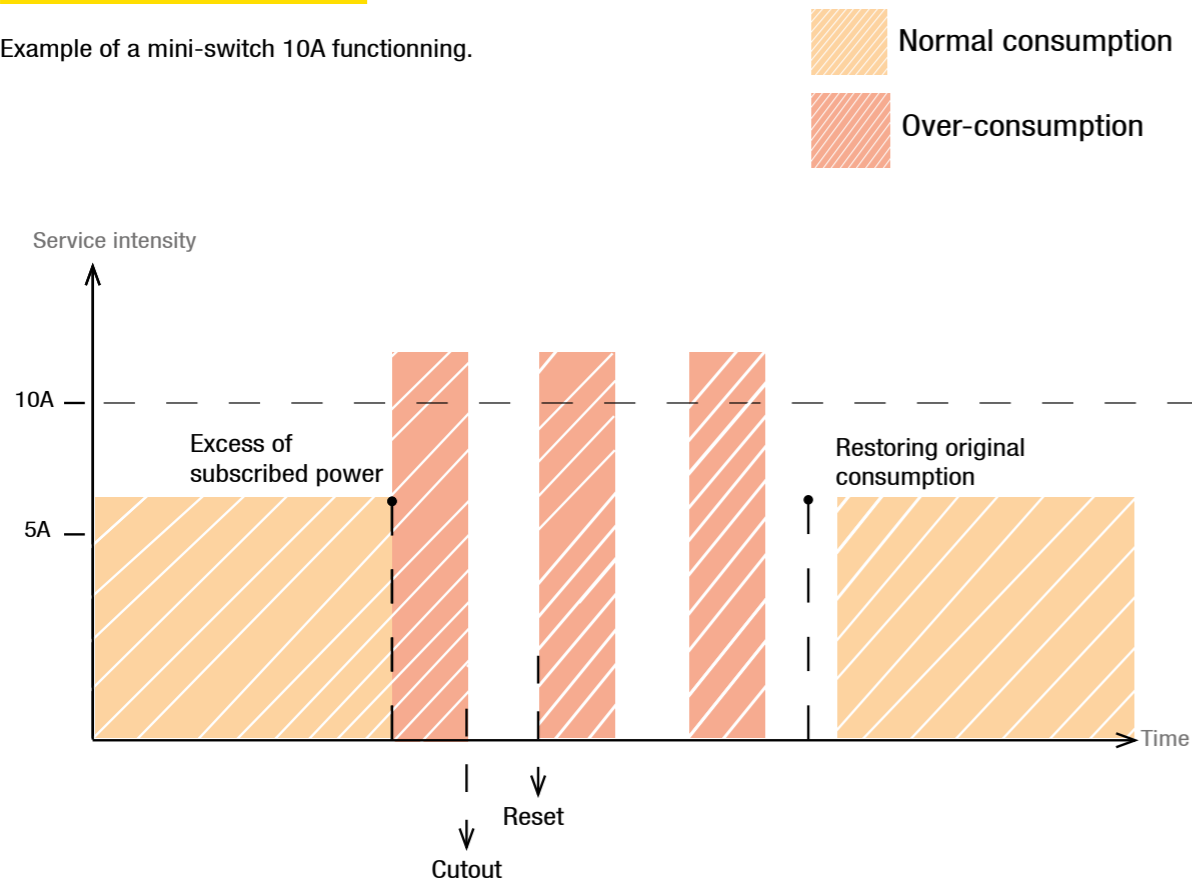 Example of a mini-switch 10A functionning.
Normal consumption
Over-consumption
Service intensity
10A
Excess of
subscribed power
Restoring original
consumption
5A
Time
Reset
Cutout